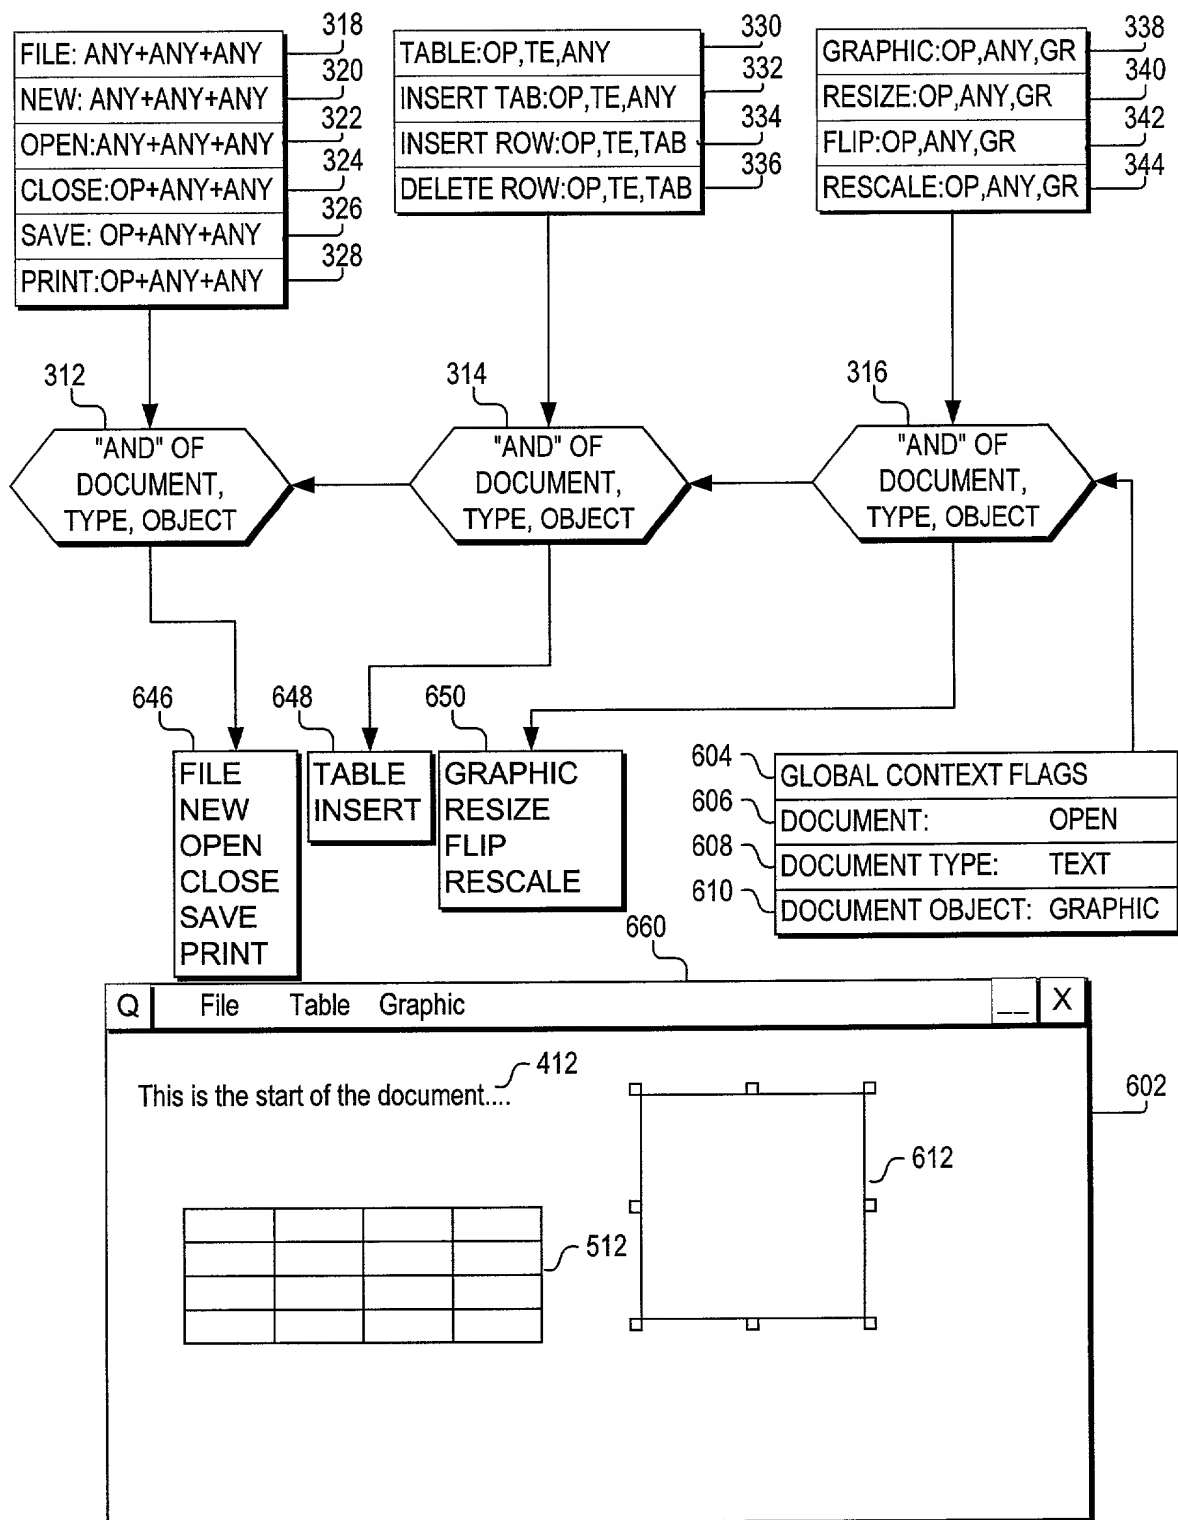 FILE: ANY+ANY+ANY
318
NEW: ANY+ANY+ANY
320
OPEN:ANY+ANY+ANY
322
CLOSE:OP+ANY+ANY
324
SAVE: OP+ANY+ANY
326
PRINT:OP+ANY+ANY
328
TABLE:OP,TE,ANY
330
INSERT TAB:OP,TE,ANY
332
INSERT ROW:OP,TE,TAB
334
DELETE ROW:OP,TE,TAB
336
GRAPHIC:OP,ANY,GR
338
RESIZE:OP,ANY,GR
340
FLIP:OP,ANY,GR
342
RESCALE:OP,ANY,GR
344
312
"AND" OF
DOCUMENT,
TYPE, OBJECT
314
"AND" OF
DOCUMENT,
TYPE, OBJECT
316
"AND" OF
DOCUMENT,
TYPE, OBJECT
646
FILE
NEW
OPEN
CLOSE
SAVE
PRINT
648
TABLE
INSERT
650
GRAPHIC
RESIZE
FLIP
RESCALE
604
GLOBAL CONTEXT FLAGS
606
DOCUMENT: OPEN
608
DOCUMENT TYPE: TEXT
610
DOCUMENT OBJECT: GRAPHIC
660
Q File Table Graphic __ X
This is the start of the document....
412
602
612
512